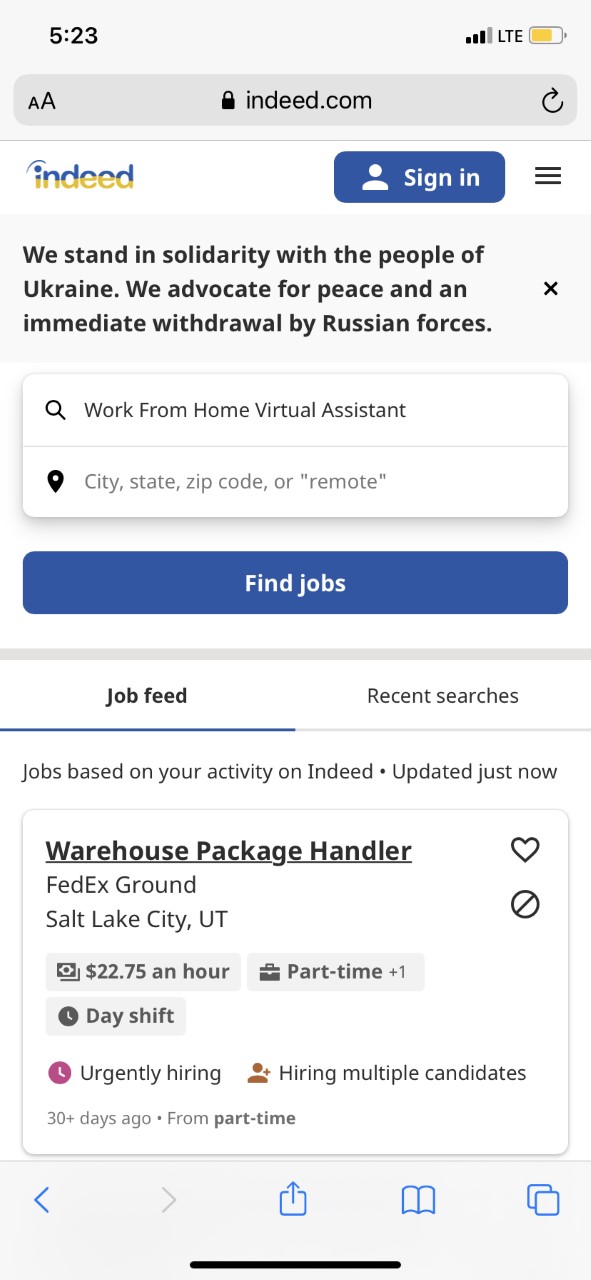 5:23 LTE
AA indeed.com
indeed Sign in
We stand in solidarity with the people of
Ukraine. We advocate for peace and an
immediate withdrawal by Russian forces.
Work From Home Virtual Assistant
City, state, zip code, or "remote"
Find jobs
Job feed Recent searches
Jobs based on your activity on Indeed • Updated just now
Warehouse Package Handler
FedEx Ground
Salt Lake City, UT
$22.75 an hour Part-time +1
Day shift
Urgently hiring Hiring multiple candidates
30+ days ago • From part-time